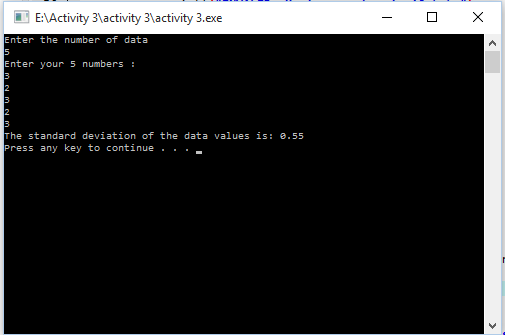 E:\Activity 3\activity 3\activity 3.exe
Enter the number of data
5
Enter your 5 numbers :
3
2
3
2
3
The standard deviation of the data values is: 0.55
Press any key to continue . . .